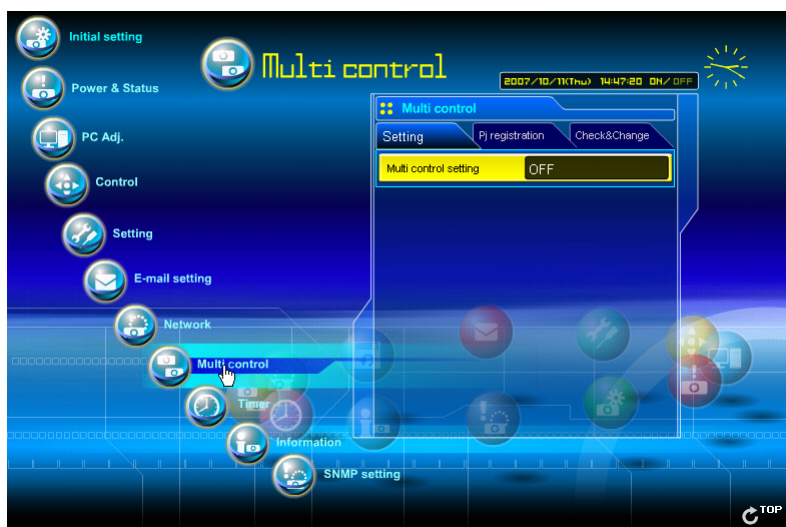 Initial setting
Power & Status
PC Adj.
Control
Setting
E-mail setting
Network
Multi control
Timer
Information
SNMP setting
Multi control
2007/10/11(Thu) 14:47:20 ON/OFF
Multi control
Setting Pj registration Check&Change
Multi control setting OFF
TOP